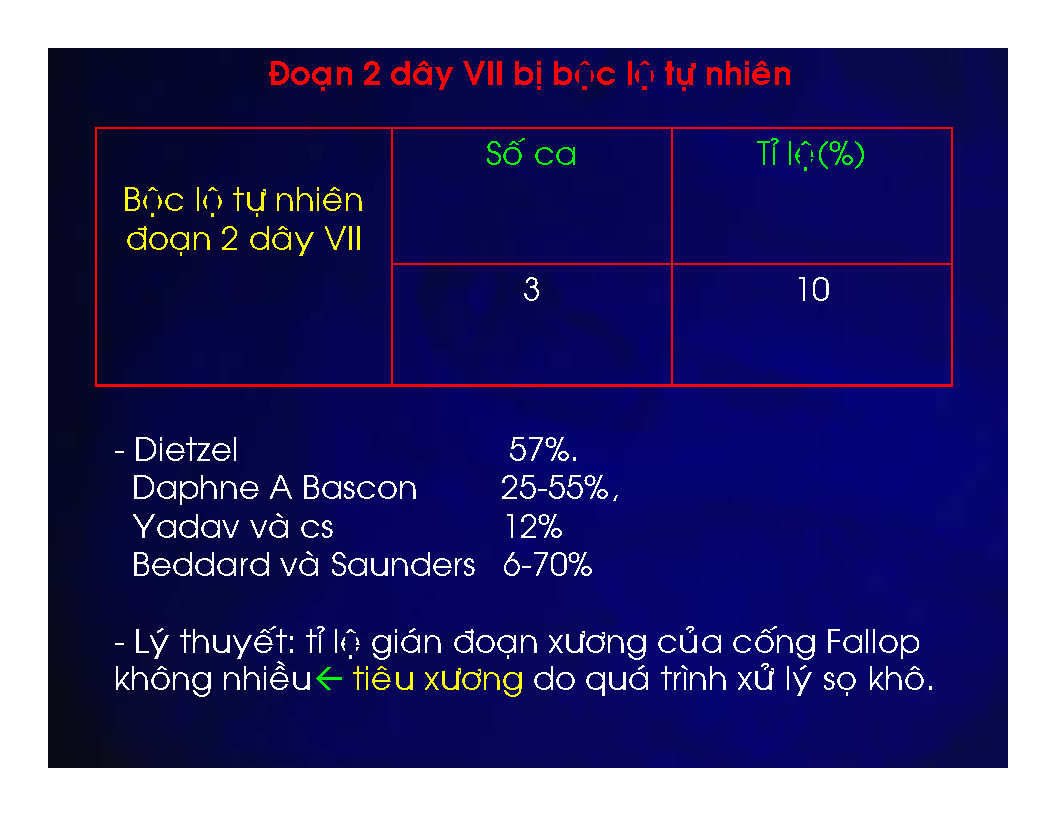 Đoạn 2 dây VII bị bộc lộ tự nhiên
Số ca
Tỉ lệ(%)
Bộc lộ tự nhiên
đoạn 2 dây VII
3
10
- Dietzel 57%.
Daphne A Bascon 25-55%,
Yadav và cs 12%
Beddard và Saunders 6-70%
- Lý thuyết: tỉ lệ gián đoạn xương của cống Fallop
không nhiều← tiêu xương do quá trình xử lý sọ khô.